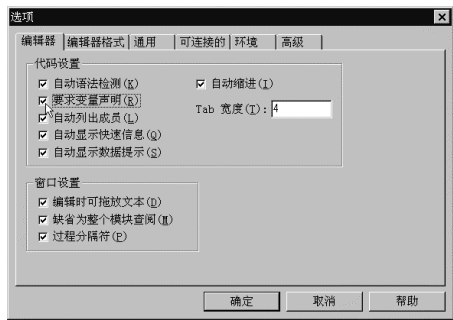 选项
编辑器 编辑器格式 通用 可连接的 环境 高级
代码设置
自动语法检测(K) 自动缩进(I)
要求变量声明(R) Tab 宽度(T): 4
自动列出成员(L)
自动显示快速信息(Q)
自动显示数据提示(S)
窗口设置
编辑时可拖放文本(D)
缺省为整个模块查阅(M)
过程分隔符(P)
确定 取消 帮助